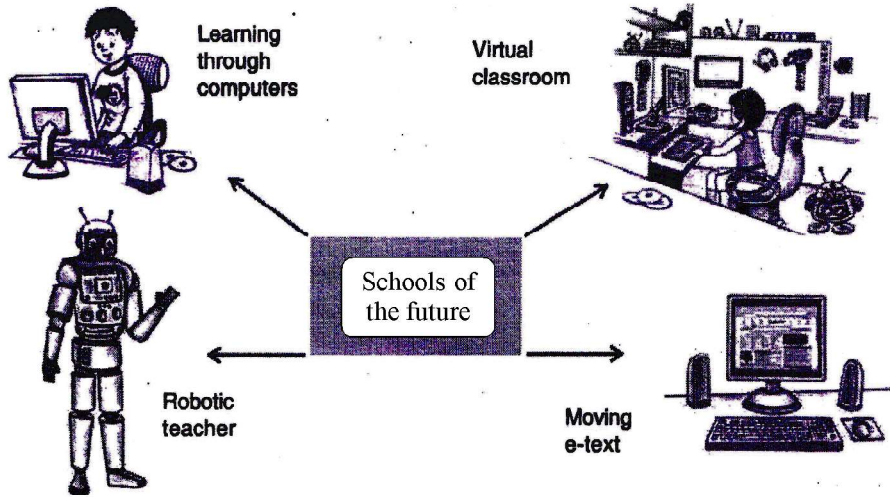 Learning
through
computers
Virtual
classroom
Schools of
the future
Robotic
teacher
Moving
e-text